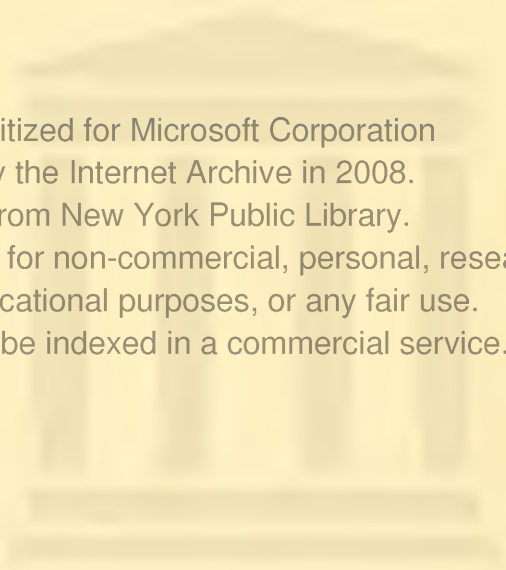 itized for Microsoft Corporation
the Internet Archive in 2008.
rom New York Public Library.
for non-commercial, personal, resea
cational purposes, or any fair use.
be indexed in a commercial service.